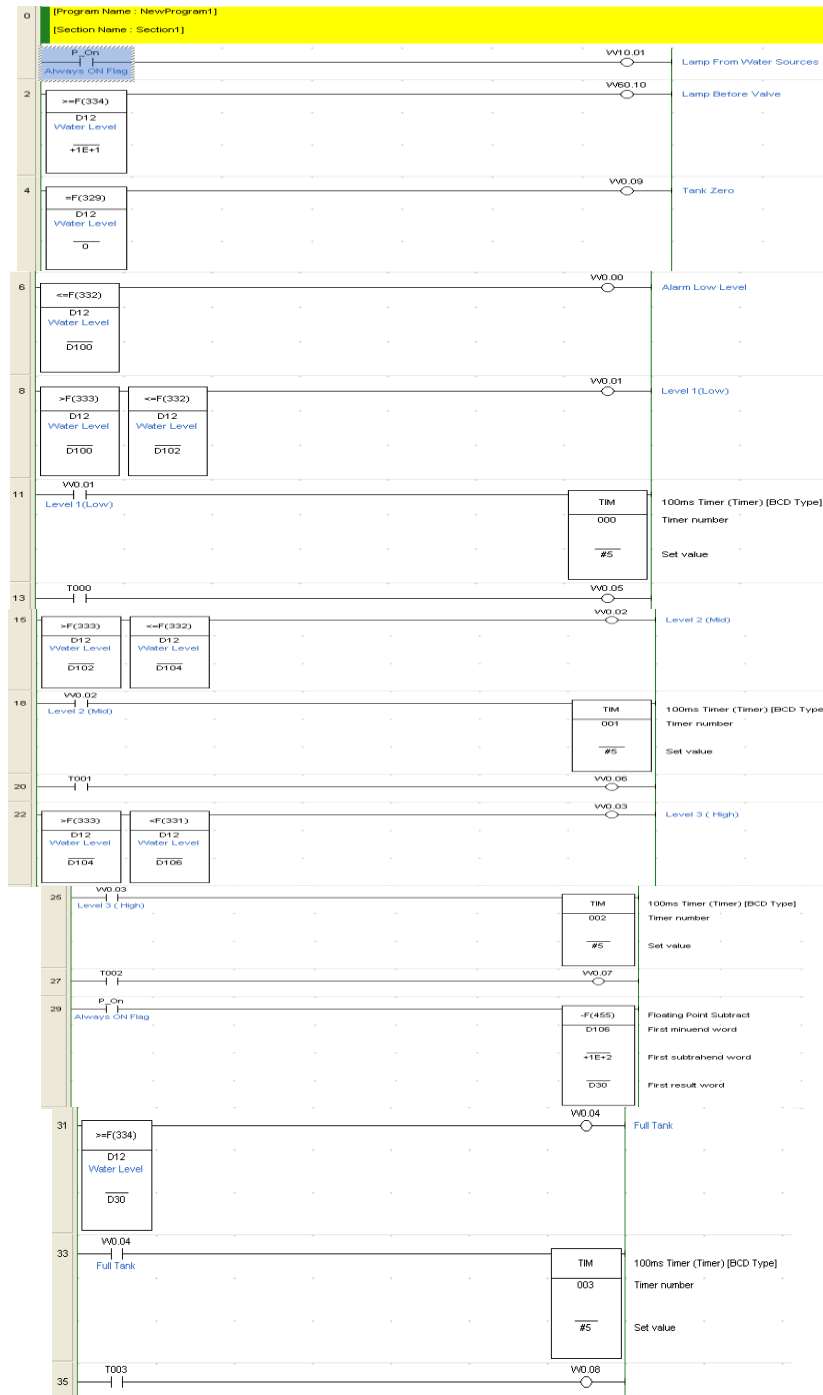 0
[Program Name : NewProgram1]
[Section Name : Section1]
P_On
W10.01
Always ON Flag
Lamp From Water Sources
2
W60.10
>=F(334)
Lamp Before Valve
D12
Water Level
+1E+1
4
W0.09
=F(329)
Tank Zero
D12
Water Level
0
6
W0.00
<=F(332)
Alarm Low Level
D12
Water Level
D100
8
W0.01
>F(333)
<=F(332)
Level 1(Low)
D12
D12
Water Level
Water Level
D100
D102
W0.01
11
Level 1(Low)
TIM
100ms Timer (Timer) [BCD Type]
000
Timer number
#5
Set value
T000
W0.05
13
15
W0.02
>F(333)
<=F(332)
Level 2 (Mid)
D12
D12
Water Level
Water Level
D102
D104
W0.02
18
Level 2 (Mid)
TIM
100ms Timer (Timer) [BCD Type
001
Timer number
#5
Set value
T001
W0.06
20
22
W0.03
>F(333)
<F(331)
Level 3 ( High)
D12
D12
Water Level
Water Level
D104
D106
W0.03
25
Level 3 ( High)
TIM
100ms Timer (Timer) [BCD Type]
002
Timer number
#5
Set value
T002
W0.07
27
P_On
29
Always ON Flag
-F(455)
Floating Point Subtract
D106
First minuend word
+1E+2
First subtrahend word
D30
First result word
W0.04
31
>=F(334)
Full Tank
D12
Water Level
D30
W0.04
33
Full Tank
TIM
100ms Timer (Timer) [BCD Type]
003
Timer number
#5
Set value
T003
W0.08
35